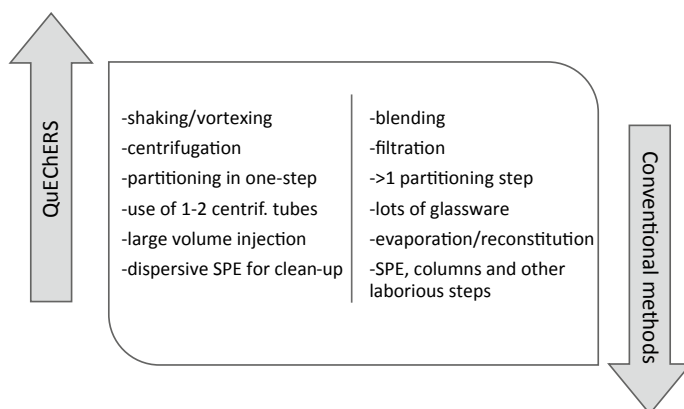 QuEChERS
-shaking/vortexing
-centrifugation
-partitioning in one-step
-use of 1-2 centrif. tubes
-large volume injection
-dispersive SPE for clean-up
-blending
-filtration
->1 partitioning step
-lots of glassware
-evaporation/reconstitution
-SPE, columns and other
laborious steps
Conventional methods